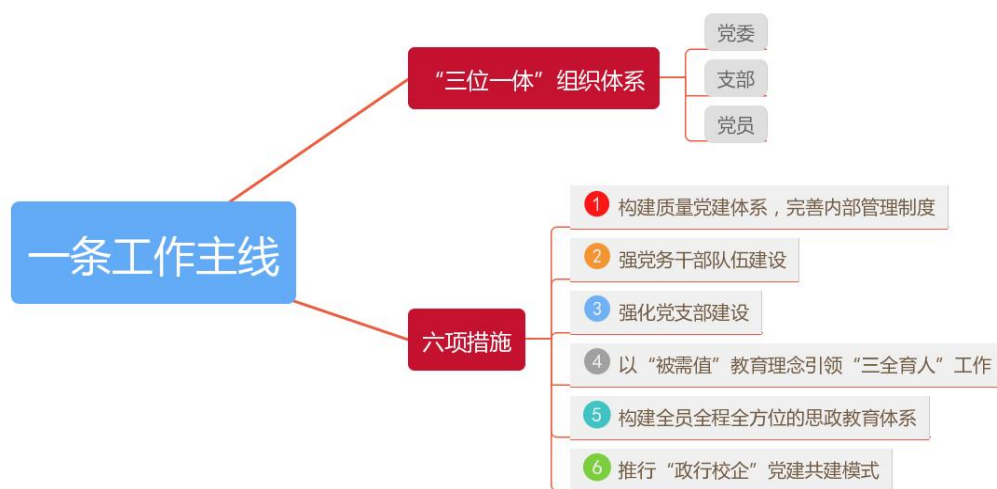 一条工作主线
“三位一体”组织体系
党委
支部
党员
六项措施
1 构建质量党建体系，完善内部管理制度
2 强党务干部队伍建设
3 强化党支部建设
4 以“被需值”教育理念引领“三全育人”工作
5 构建全员全程全方位的思政教育体系
6 推行“政行校企”党建共建模式